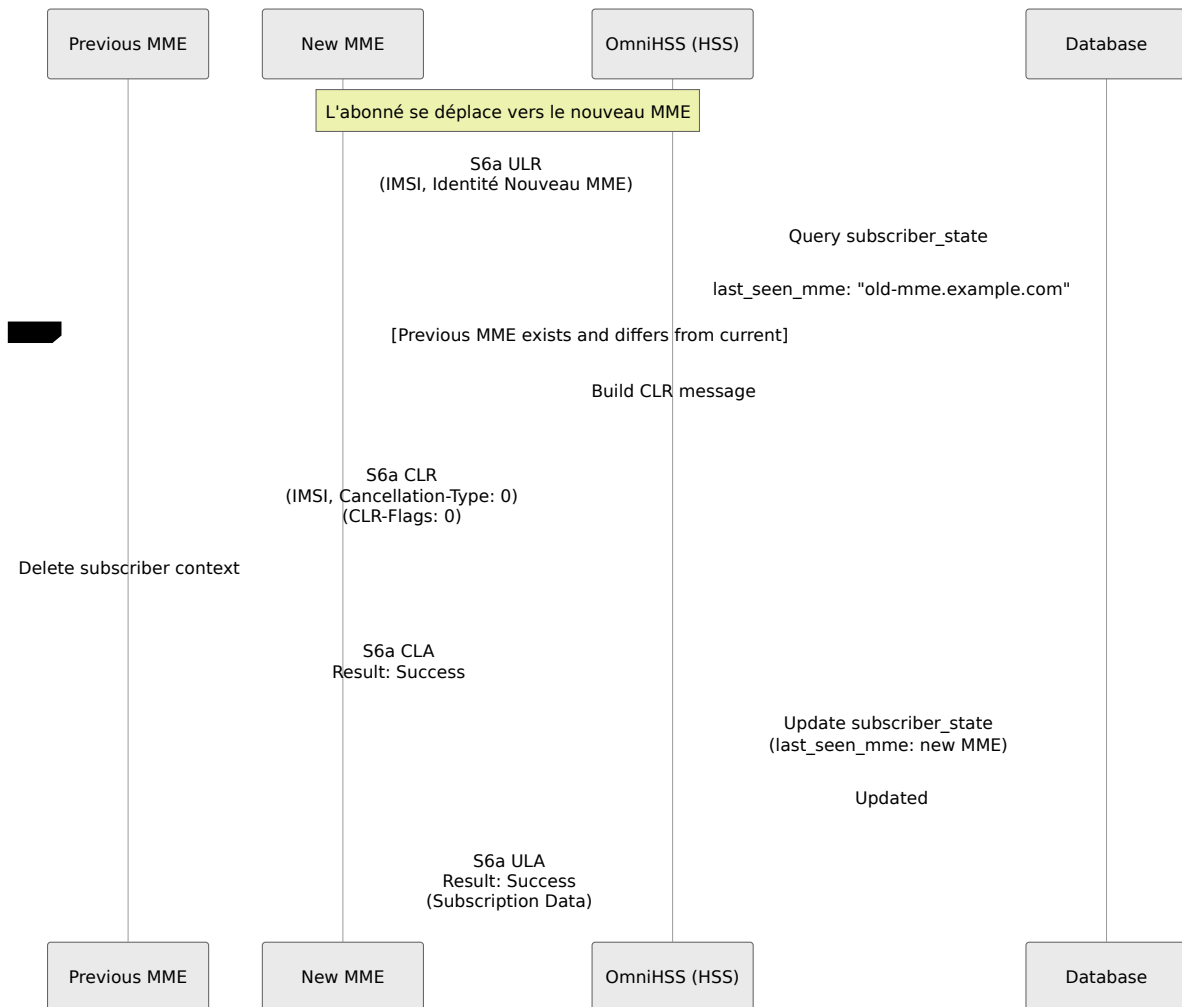 Previous MME
New MME
OmniHSS (HSS)
Database
L'abonné se déplace vers le nouveau MME
S6a ULR
(IMSI, Identité Nouveau MME)
Query subscriber_state
last_seen_mme: "old-mme.example.com"
[Previous MME exists and differs from current]
Build CLR message
S6a CLR
(IMSI, Cancellation-Type: 0)
(CLR-Flags: 0)
Delete subscriber context
S6a CLA
Result: Success
Update subscriber_state
(last_seen_mme: new MME)
Updated
S6a ULA
Result: Success
(Subscription Data)
Previous MME
New MME
OmniHSS (HSS)
Database